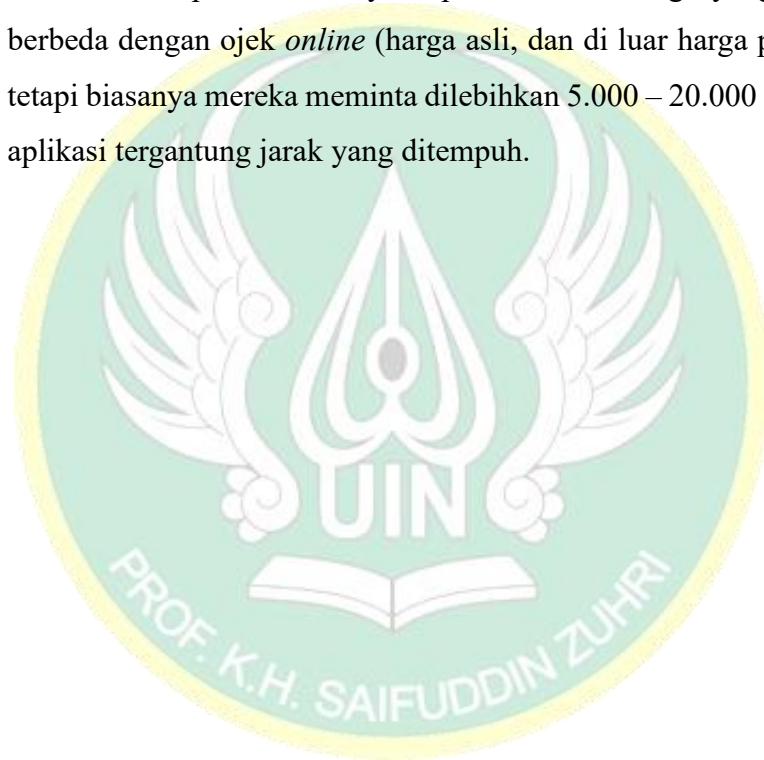 berbeda dengan ojek online (harga asli, dan di luar harga
tetapi biasanya mereka meminta dilebihkan 5.000 – 20.000
aplikasi tergantung jarak yang ditempuh.
UIN
PROF. K.H. SAIFUDDIN ZUHRI